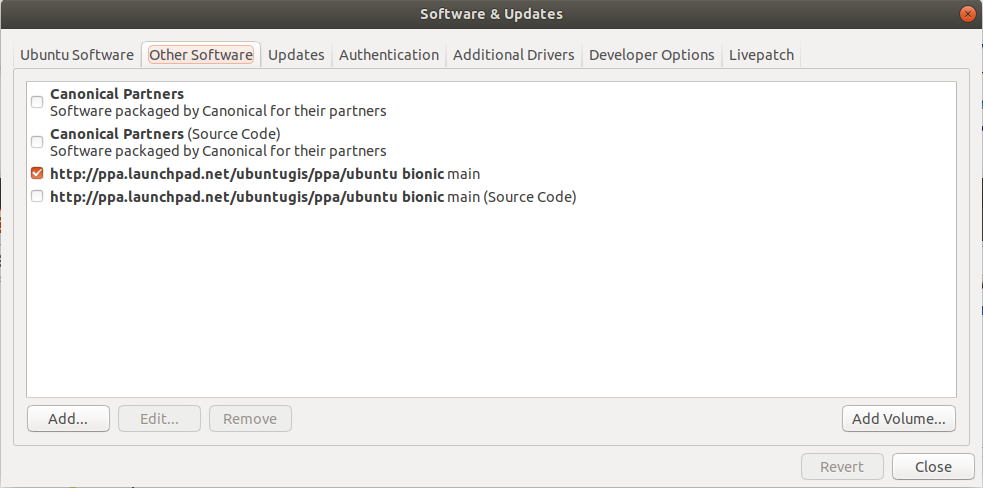 Software & Updates
Ubuntu Software Other Software Updates Authentication Additional Drivers Developer Options Livepatch
Canonical Partners
Software packaged by Canonical for their partners
Canonical Partners (Source Code)
Software packaged by Canonical for their partners
http://ppa.launchpad.net/ubuntugis/ppa/ubuntu bionic main
http://ppa.launchpad.net/ubuntugis/ppa/ubuntu bionic main (Source Code)
Add... Edit... Remove Add Volume...
Revert Close